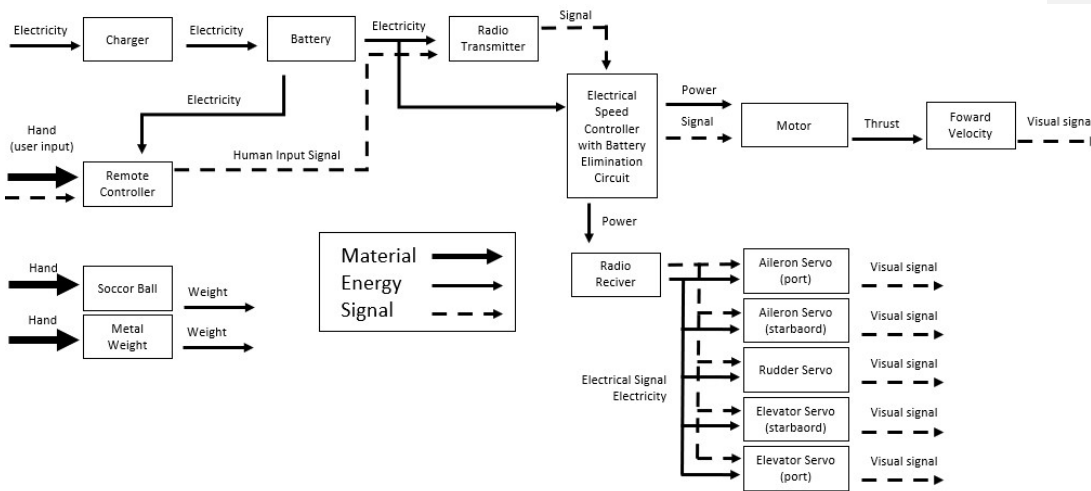 Electricity
Charger
Electricity
Battery
Electricity
Radio
Transmitter
Signal
Electricity
Hand
(user input)
Remote
Controller
Human Input Signal
Electrical
Speed
Controller
with Battery
Elimination
Circuit
Power
Signal
Motor
Thrust
Foward
Velocity
Visual signal
Power
Radio
Reciver
Hand
Soccor Ball
Weight
Hand
Metal
Weight
Weight
Material
Energy
Signal
Electrical Signal
Electricity
Aileron Servo
(port)
Visual signal
Aileron Servo
(starbaord)
Visual signal
Rudder Servo
Visual signal
Elevator Servo
(starbaord)
Visual signal
Elevator Servo
(port)
Visual signal